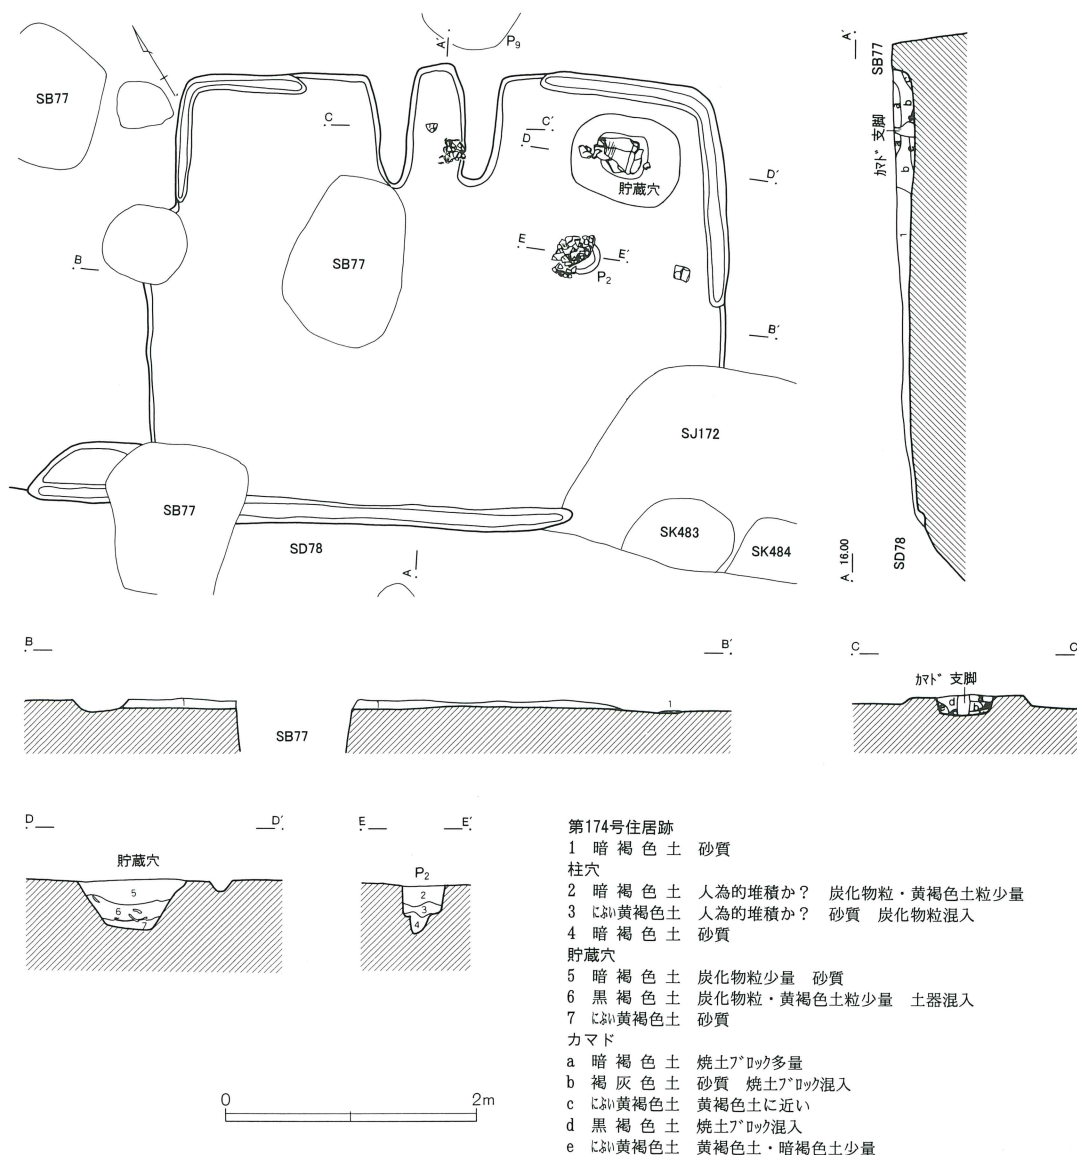 P9
A'
SB77
C
C'
D
D'
貯蔵穴
B
SB77
E
E'
P2
B'
SJ172
SB77
SK483
SK484
SD78
A
A'
SB77
カマド 支脚
a
b
b
1
A 16.00
SD78
B
B'
1
1
1
SB77
C
C
カマド 支脚
D
D'
貯蔵穴
5
6
7
E
E'
P2
2
3
4
第174号住居跡
1 暗褐色土 砂質
柱穴
2 暗褐色土 人為的堆積か? 炭化物粒・黄褐色土粒少量
3 にぶい黄褐色土 人為的堆積か? 砂質 炭化物粒混入
4 暗褐色土 砂質
貯蔵穴
5 暗褐色土 炭化物粒少量 砂質
6 黒褐色土 炭化物粒・黄褐色土粒少量 土器混入
7 にぶい黄褐色土 砂質
カマド
a 暗褐色土 焼土ブロック多量
b 褐灰色土 砂質 焼土ブロック混入
c にぶい黄褐色土 黄褐色土に近い
d 黒褐色土 焼土ブロック混入
e にぶい黄褐色土 黄褐色土・暗褐色土少量
0 2m